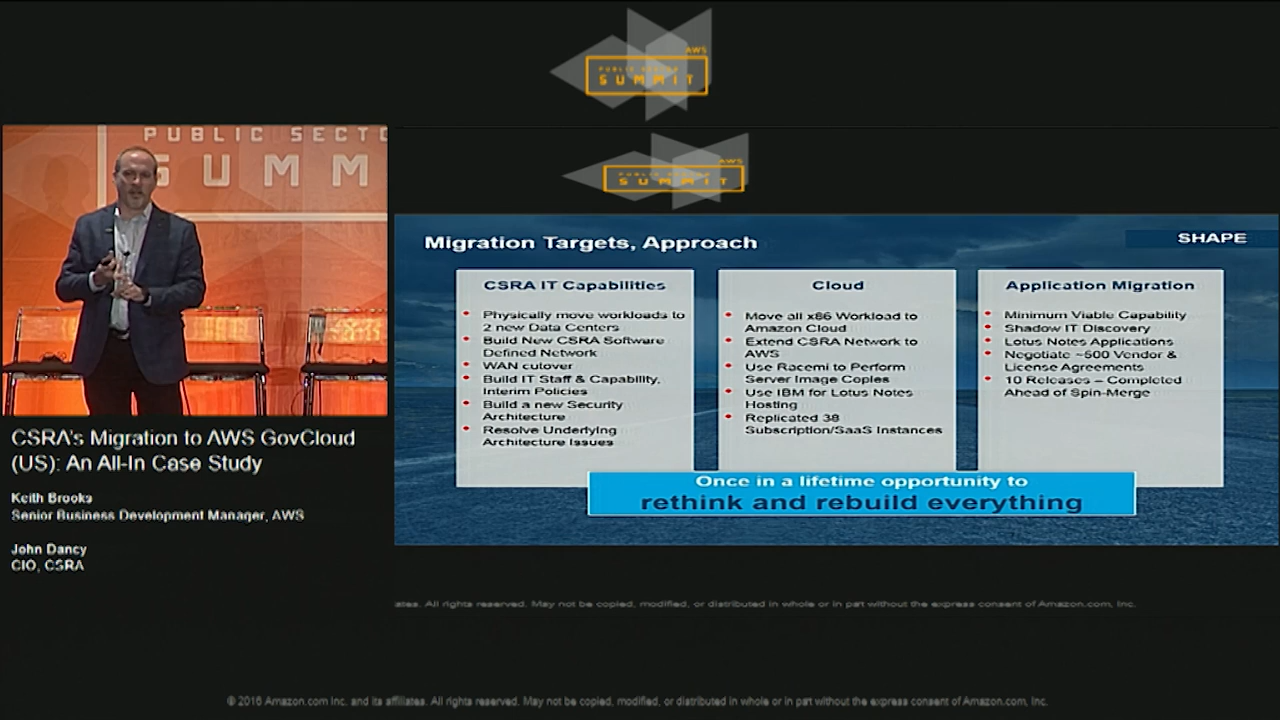 AWS
PUBLIC SECTOR
SUMMIT
AWS
PUBLIC SECTOR
SUMMIT
PUBLIC SECTO
SUMM
Migration Targets, Approach
SHAPE
CSRA IT Capabilities
Physically move workloads to
2 new Data Centers
Build New CSRA Software
Defined Network
WAN cutover
Build IT Staff & Capability,
Interim Policies
Build a new Security
Architecture
Resolve Underlying
Architecture Issues
Cloud
Move all x86 Workload to
Amazon Cloud
Extend CSRA Network to
AWS
Use Racemi to Perform
Server Image Copies
Use IBM for Lotus Notes
Hosting
Replicated 38
Subscription/SaaS Instances
Application Migration
Minimum Viable Capability
Shadow IT Discovery
Lotus Notes Applications
Negotiate ~500 Vendor &
License Agreements
10 Releases – Completed
Ahead of Spin-Merge
Once in a lifetime opportunity to
rethink and rebuild everything
CSRA's Migration to AWS GovCloud
(US): An All-In Case Study
Keith Brooks
Senior Business Development Manager, AWS
John Dancy
CIO, CSRA
ates. All rights reserved. May not be copied, modified, or distributed in whole or in part without the express consent of Amazon.com, Inc.
© 2016 Amazon.com Inc. and its affiliates. All rights reserved. May not be copied, modified, or distributed in whole or in part without the express consent of Amazon.com, Inc.